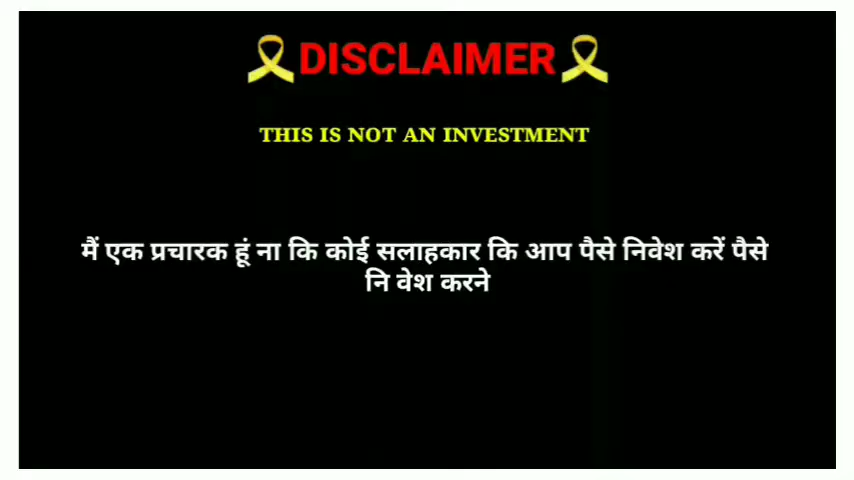 DISCLAIMER
THIS IS NOT AN INVESTMENT
मैं एक प्रचारक हूं ना कि कोई सलाहकार कि आप पैसे निवेश करें पैसे
नि वेश करने